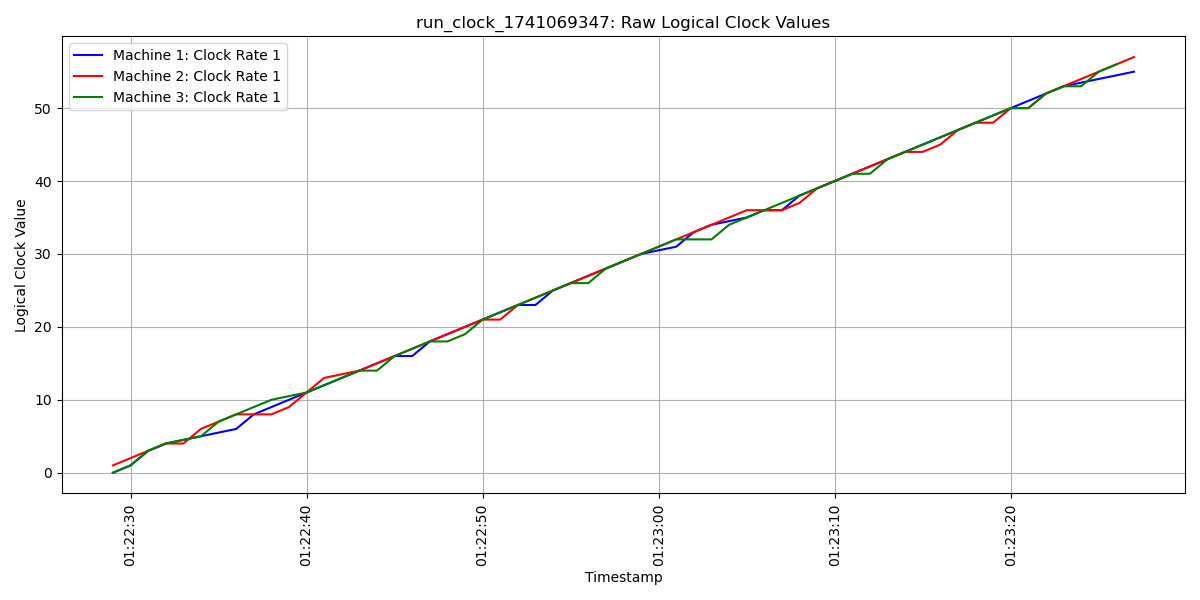 run_clock_1741069347: Raw Logical Clock Values
Machine 1: Clock Rate 1
Machine 2: Clock Rate 1
Machine 3: Clock Rate 1
Logical Clock Value
50
40
30
20
10
0
01:22:30
01:22:40
01:22:50
01:23:00
01:23:10
01:23:20
Timestamp